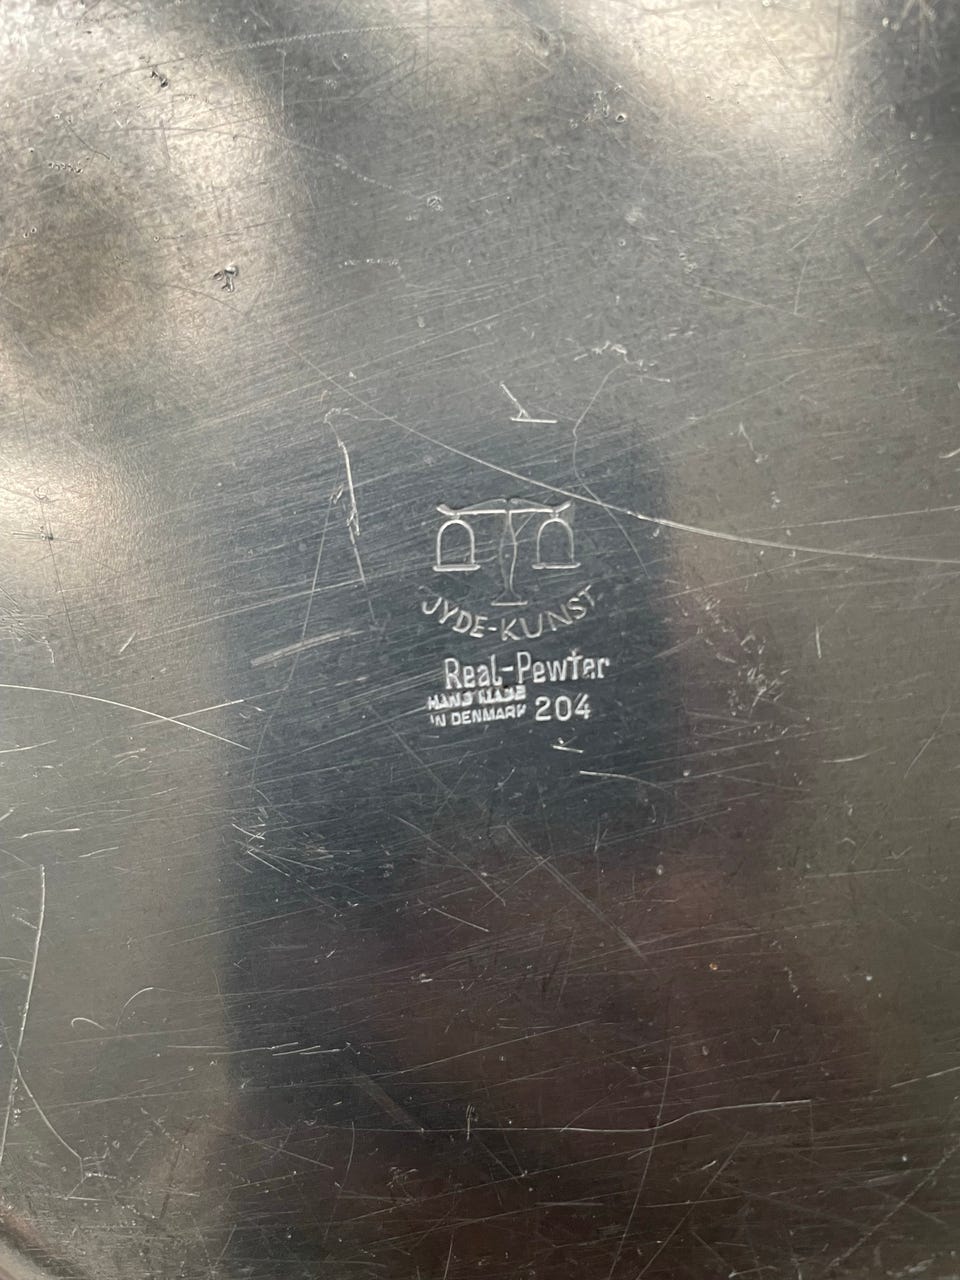 JYDE-KUNST
Real-Pewter
HAND MADE
IN DENMARK 204